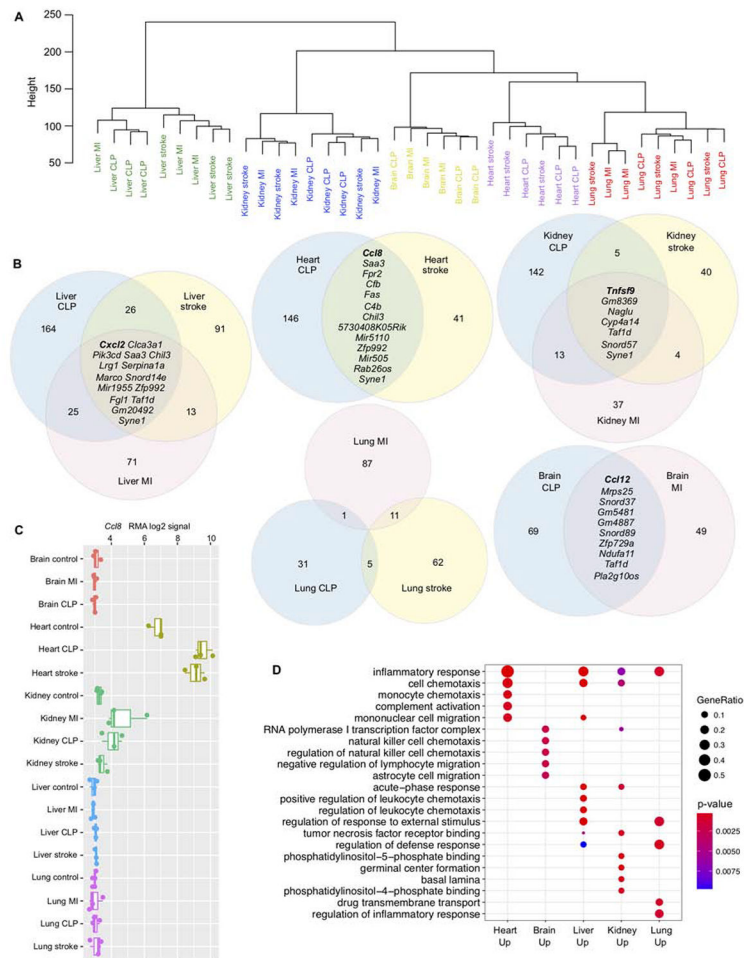 A
250
200
150
100
50
Height
Liver MI
Liver CLP
Liver CLP
Liver CLP
Liver stroke
Liver MI
Liver MI
Liver stroke
Liver stroke
Kidney stroke
Kidney MI
Kidney stroke
Kidney MI
Kidney CLP
Kidney CLP
Kidney CLP
Kidney stroke
Kidney MI
Brain CLP
Brain MI
Brain MI
Brain MI
Brain CLP
Brain CLP
Heart stroke
Heart stroke
Heart stroke
Heart CLP
Heart CLP
Heart CLP
Lung stroke
Lung MI
Lung MI
Lung CLP
Lung stroke
Lung MI
Lung CLP
Lung stroke
Lung CLP
B
Liver
CLP
Liver
stroke
164
26
91
Cxcl2 Clca3a1
Pik3cd Saa3 Chil3
Lrg1 Serpina1a
Marco Snord14e
Mir1955 Zfp992
Fgl1 Taf1d
Gm20492
Syne1
25
13
71
Liver MI
Heart
CLP
Heart
stroke
146
41
Ccl8
Saa3
Fpr2
Cfb
Fas
C4b
Chil3
5730408K05Rik
Mir5110
Zfp992
Mir505
Rab26os
Syne1
Kidney
CLP
Kidney
stroke
5
142
40
Tnfsf9
Gm8369
Naglu
Cyp4a14
Taf1d
Snord57
Syne1
13
4
37
Kidney MI
Lung MI
87
1
11
31
5
62
Lung CLP
Lung stroke
Brain
CLP
Brain
MI
69
49
Ccl12
Mrps25
Snord37
Gm5481
Gm4887
Snord89
Zfp729a
Ndufa11
Taf1d
Pla2g10os
C
Ccl8 RMA log2 signal
4 6 8 10
Brain control
Brain MI
Brain CLP
Heart control
Heart CLP
Heart stroke
Kidney control
Kidney MI
Kidney CLP
Kidney stroke
Liver control
Liver MI
Liver CLP
Liver stroke
Lung control
Lung MI
Lung CLP
Lung stroke
D
inflammatory response
cell chemotaxis
monocyte chemotaxis
complement activation
mononuclear cell migration
RNA polymerase I transcription factor complex
natural killer cell chemotaxis
regulation of natural killer cell chemotaxis
negative regulation of lymphocyte migration
astrocyte cell migration
acute-phase response
positive regulation of leukocyte chemotaxis
regulation of leukocyte chemotaxis
regulation of response to external stimulus
tumor necrosis factor receptor binding
regulation of defense response
phosphatidylinositol-5-phosphate binding
germinal center formation
basal lamina
phosphatidylinositol-4-phosphate binding
drug transmembrane transport
regulation of inflammatory response
Heart Brain Liver Kidney Lung
Up Up Up Up Up
GeneRatio
0.1
0.2
0.3
0.4
0.5
p-value
0.0025
0.0050
0.0075